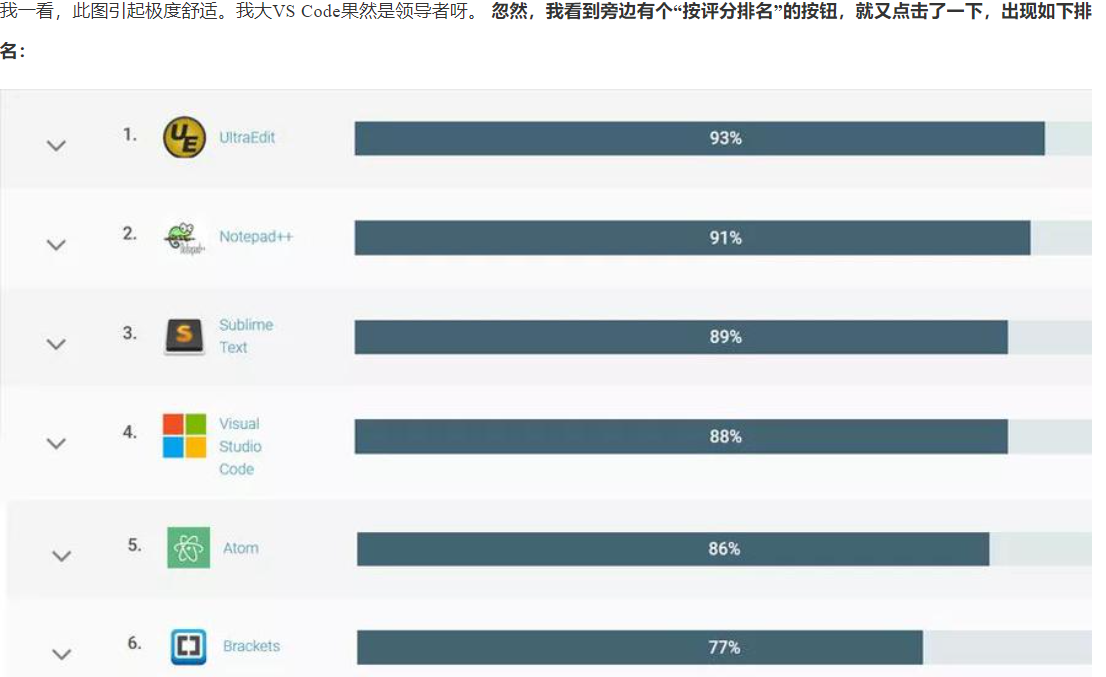 我一看，此图引起极度舒适。我大VS Code果然是领导者呀。 忽然，我看到旁边有个“按评分排名”的按钮，就又点击了一下，出现如下排
名：
1. UE UltraEdit 93%
2. Notepad++ 91%
3. S Sublime
Text 89%
4. Visual
Studio
Code 88%
5. Atom 86%
6. Brackets 77%